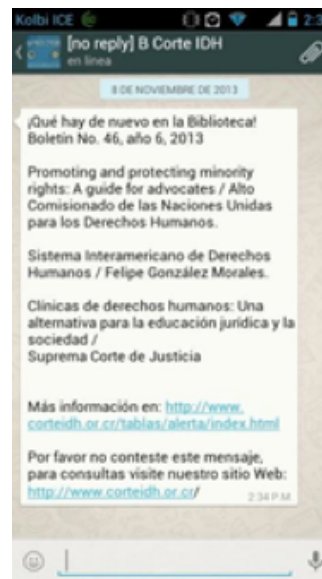 Kolbi ICE
[no reply] B Corte IDH
en línea
8 DE NOVIEMBRE DE 2013
¡Qué hay de nuevo en la Biblioteca!
Boletín No. 46, año 6, 2013
Promoting and protecting minority
rights: A guide for advocates / Alto
Comisionado de las Naciones Unidas
para los Derechos Humanos.
Sistema Interamericano de Derechos
Humanos / Felipe González Morales.
Clínicas de derechos humanos: Una
alternativa para la educación jurídica y la
sociedad /
Suprema Corte de Justicia
Más información en: http://www.
corteidh.or.cr/tablas/alerta/index.html
Por favor no conteste este mensaje,
para consultas visite nuestro sitio Web:
http://www.corteidh.or.cr/
2:34 P.M.